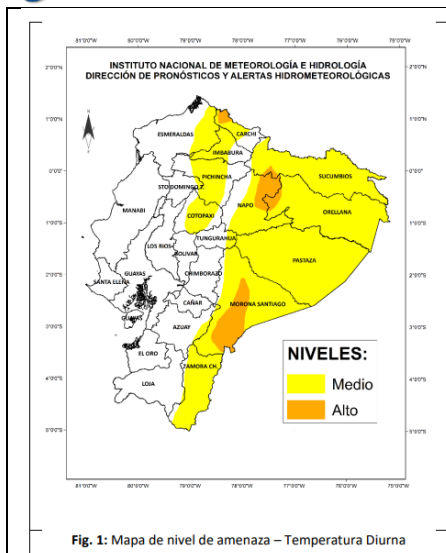 INSTITUTO NACIONAL DE METEOROLOGÍA E HIDROLOGÍA
DIRECCIÓN DE PRONÓSTICOS Y ALERTAS HIDROMETEOROLÓGICAS
81°0'0"W 80°0'0"W 79°0'0"W 78°0'0"W 77°0'0"W 76°0'0"W 75°0'0"W
2°0'0"N 2°0'0"N
N
1°0'0"N 1°0'0"N
ESMERALDAS CARCHI
IMBABURA
0°0'0" 0°0'0"
PICHINCHA SUCUMBIOS
STO DOMINGO
NAPO ORELLANA
MANABI COTOPAXI
1°0'0"S 1°0'0"S
TUNGURAHUA
LOS RIOS BOLIVAR PASTAZA
GUAYAS CHIMBORAZO
2°0'0"S 2°0'0"S
SANTA ELENA
MORONA SANTIAGO
CAÑAR
GUAYAS
3°0'0"S 3°0'0"S
AZUAY
EL ORO
ZAMORA CH.
LOJA
4°0'0"S 4°0'0"S
NIVELES:
Medio
Alto
5°0'0"S 5°0'0"S
81°0'0"W 80°0'0"W 79°0'0"W 78°0'0"W 77°0'0"W 76°0'0"W 75°0'0"W
Fig. 1: Mapa de nivel de amenaza – Temperatura Diurna